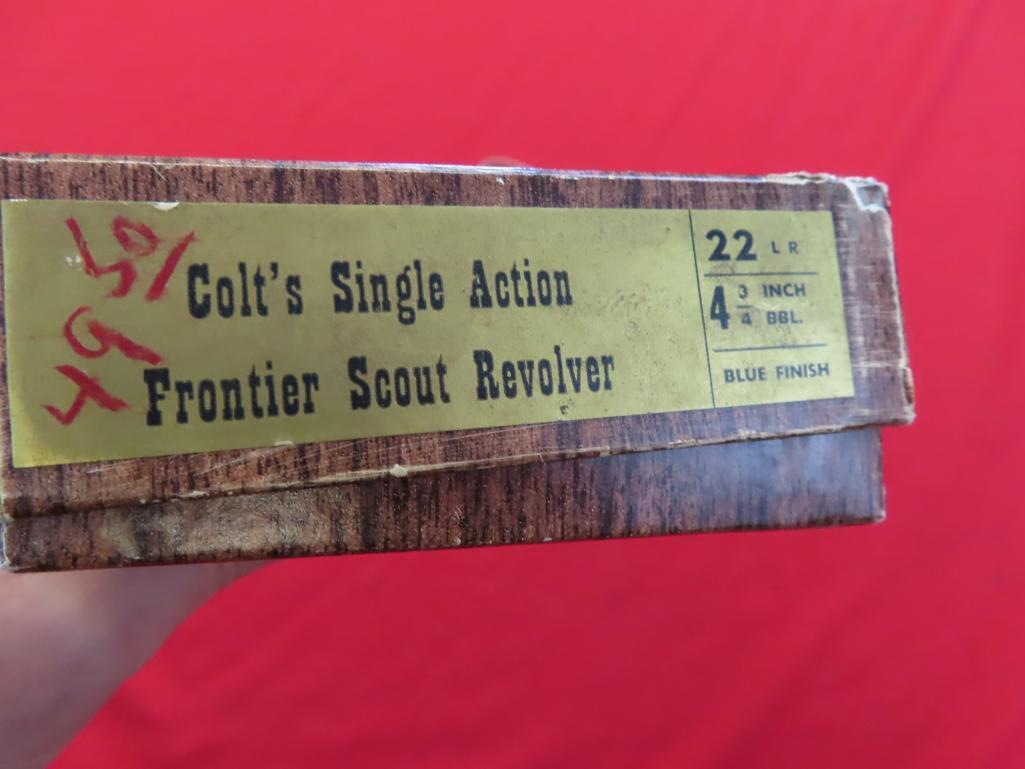 Colt's Single Action
Frontier Scout Revolver
22 LR
4 3/4 INCH BBL.
BLUE FINISH